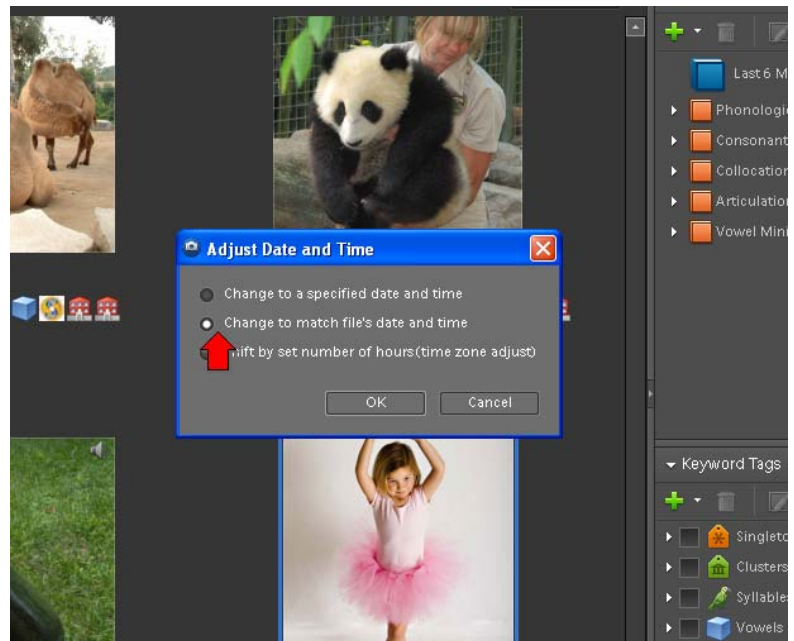 Last 6 M
Phonologi
Consonant
Collocation
Articulation
Vowel Mini
Adjust Date and Time
Change to a specified date and time
Change to match file's date and time
hift by set number of hours(time zone adjust)
OK
Cancel
Keyword Tags
Singleto
Clusters
Syllable
Vowels